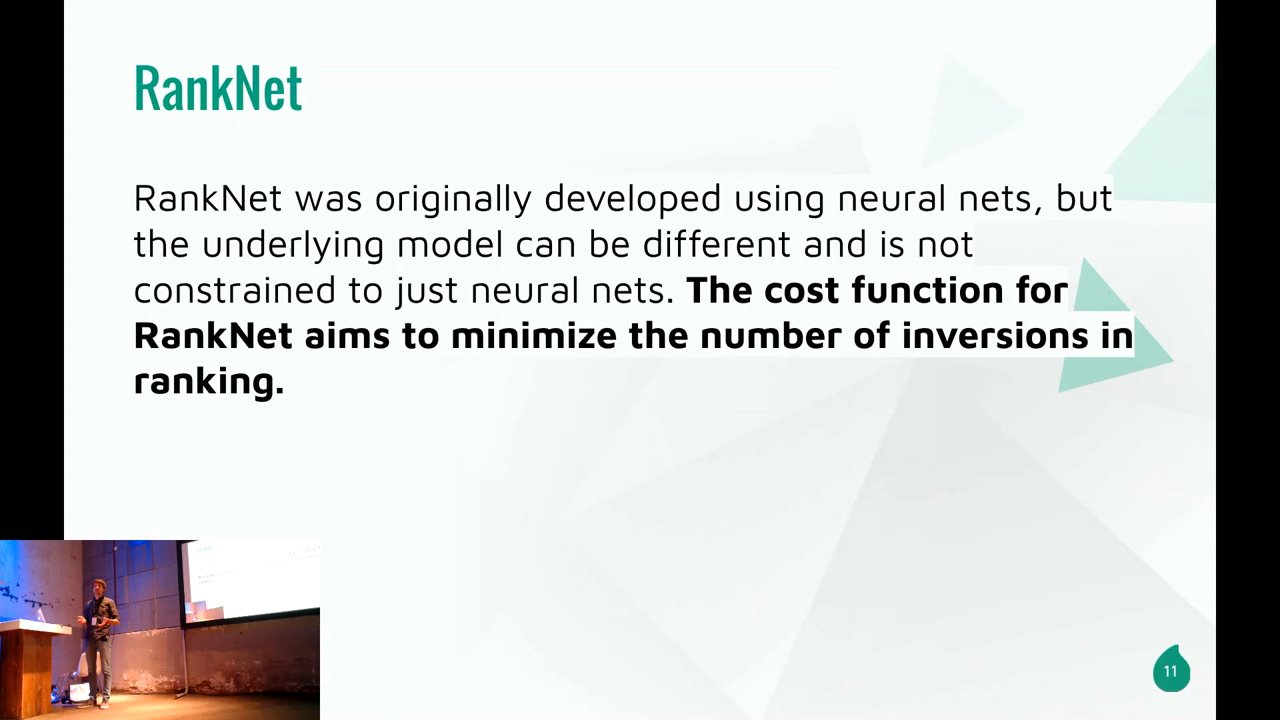 RankNet
RankNet was originally developed using neural nets, but
the underlying model can be different and is not
constrained to just neural nets. The cost function for
RankNet aims to minimize the number of inversions in
ranking.
11